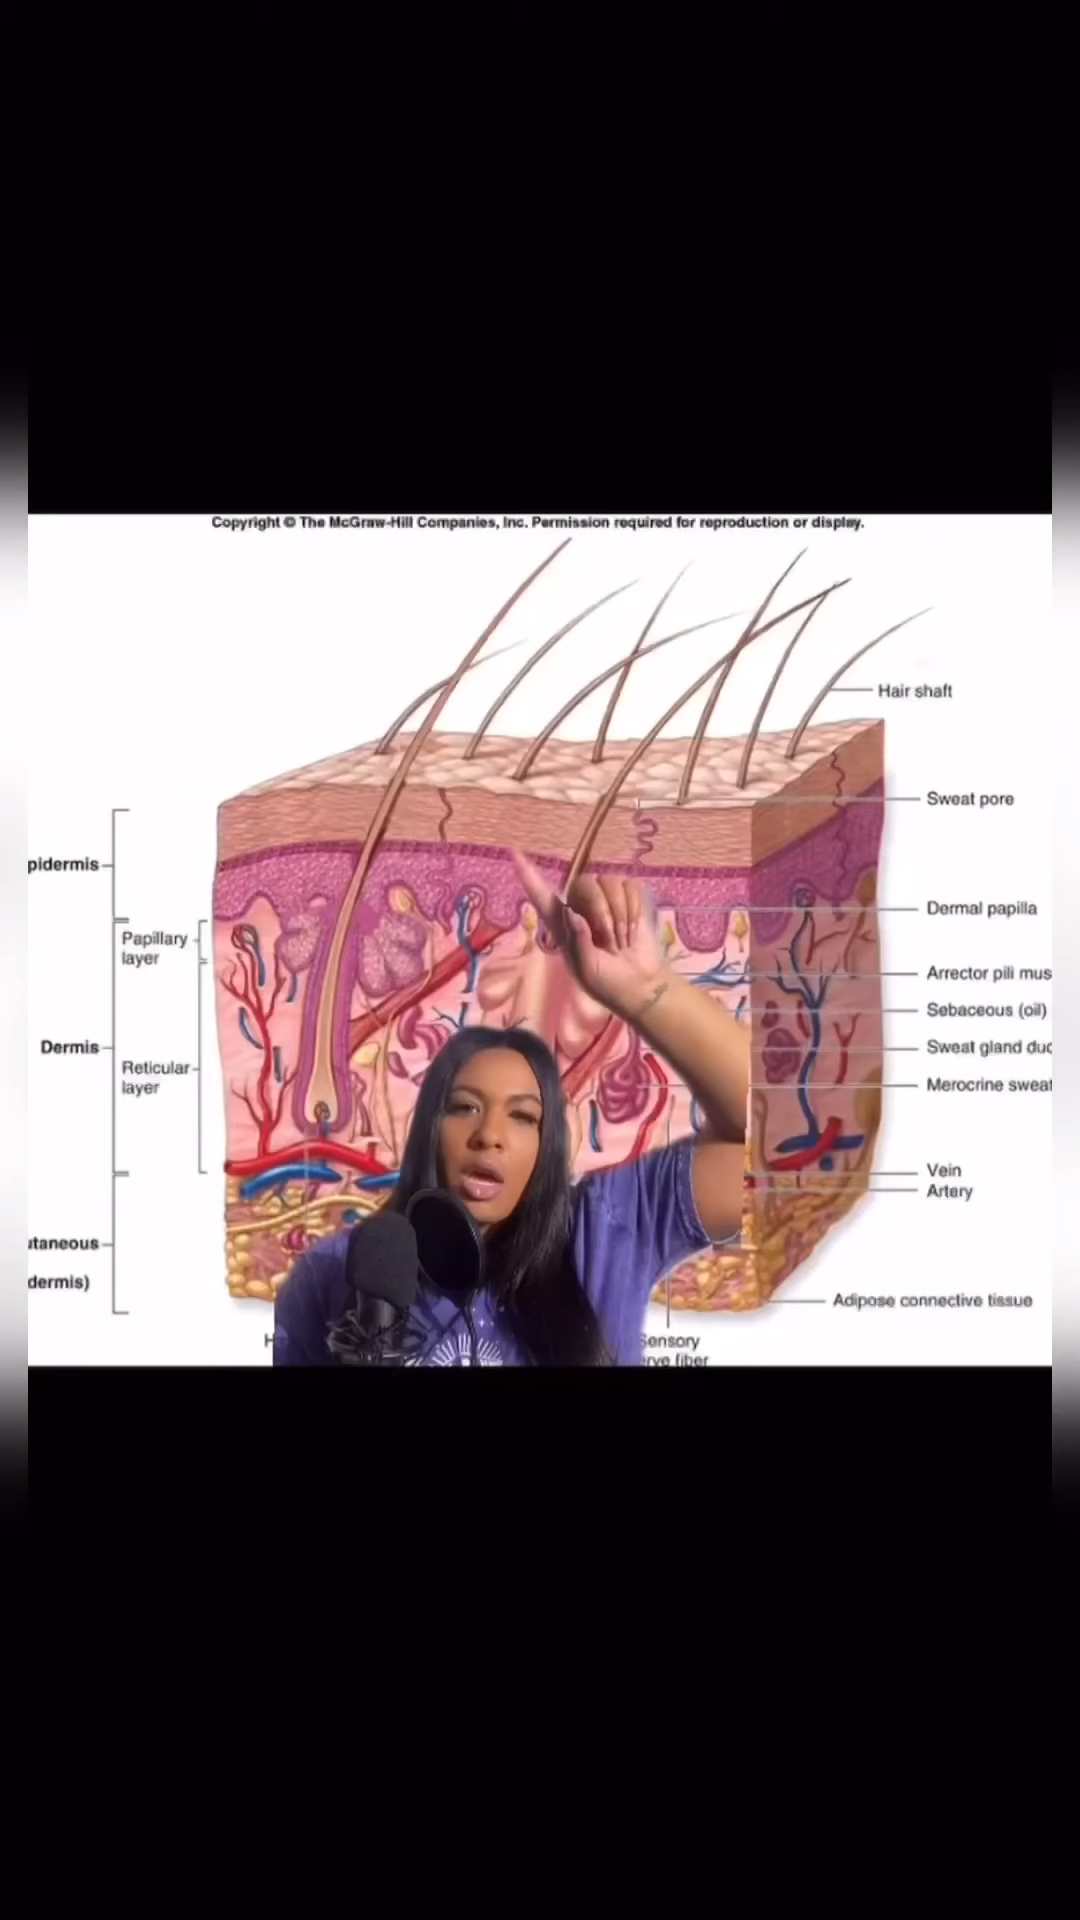 Copyright © The McGraw-Hill Companies, Inc. Permission required for reproduction or display.
Hair shaft
Sweat pore
pidermis
Dermal papilla
Papillary
layer
Arrector pili mus
Sebaceous (oil)
Dermis
Sweat gland duc
Reticular
layer
Merocrine sweat
Vein
Artery
utaneous
dermis)
Adipose connective tissue
H
Sensory
rve fiber